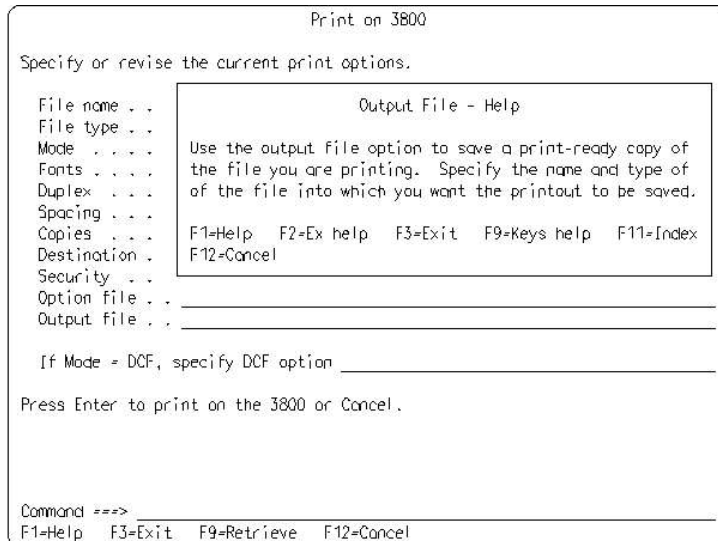 Print on 3800
Specify or revise the current print options.
File name . .
File type . .
Mode . . . .
Fonts . . . .
Duplex . . .
Spacing . . .
Copies . . .
Destination .
Security . .
Option file . .
Output file . .
Output File - Help
Use the output file option to save a print-ready copy of
the file you are printing. Specify the name and type of
of the file into which you want the printout to be saved.
F1=Help F2=Ex help F3=Exit F9=Keys help F11=Index
F12=Cancel
If Mode = DCF, specify DCF option
Press Enter to print on the 3800 or Cancel.
Command ===>
F1=Help F3=Exit F9=Retrieve F12=Cancel